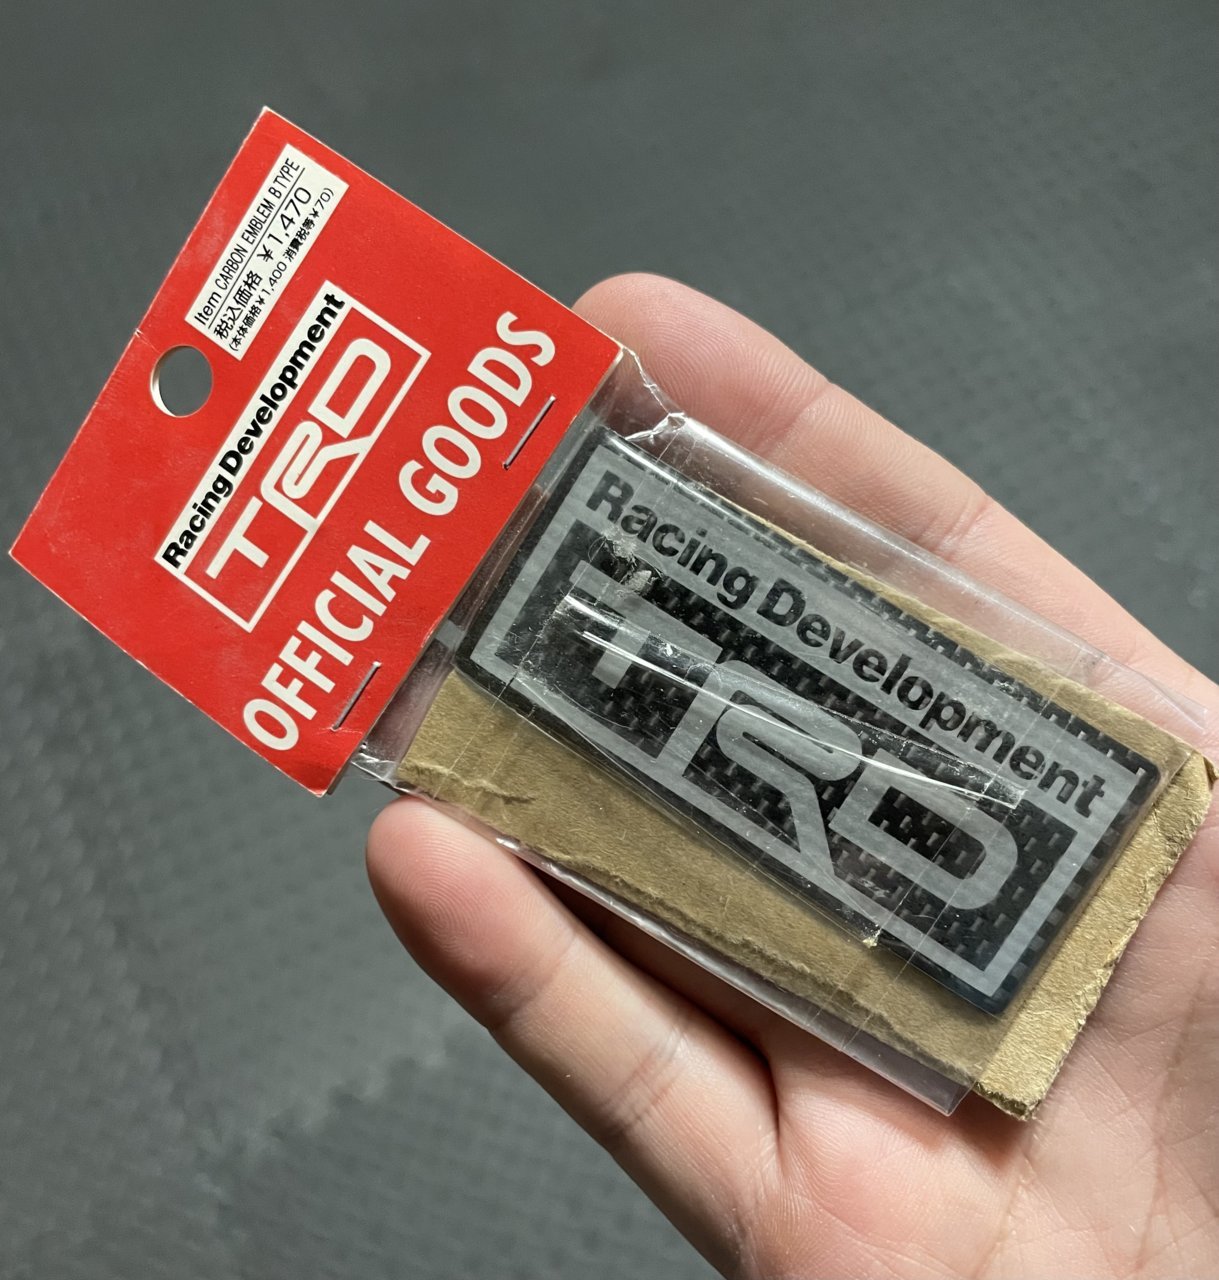 Item CARBON EMBLEM B TYPE
税込価格 ¥1,470
(本体価格¥1,400 消費税等¥70)
Racing Development
TRD
OFFICIAL GOODS
Racing Development
TRD